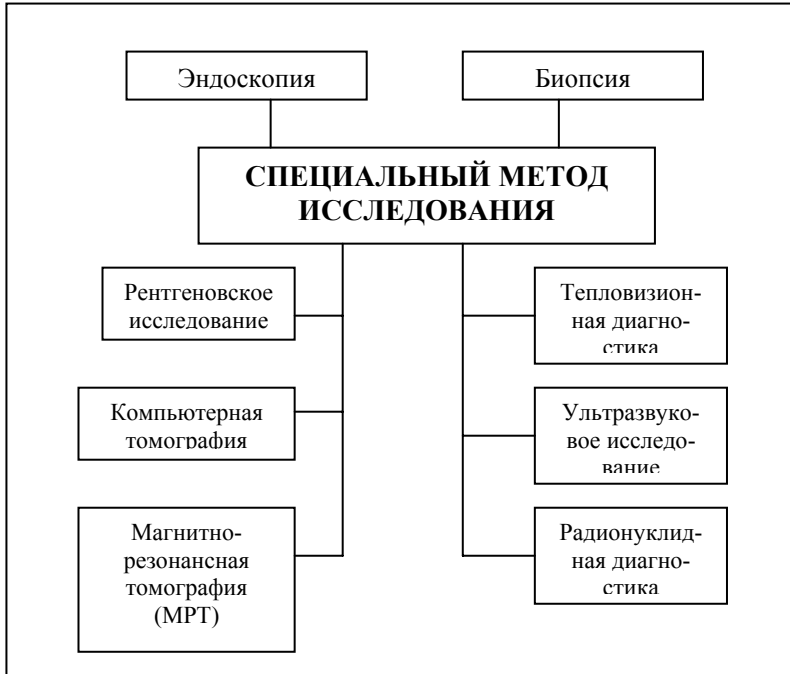 Эндоскопия
Биопсия
СПЕЦИАЛЬНЫЙ МЕТОД
ИССЛЕДОВАНИЯ
Рентгеновское
исследование
Тепловизион-
ная диагно-
стика
Компьютерная
томография
Ультразвуко-
вое исследо-
вание
Магнитно-
резонансная
томография
(МРТ)
Радионуклид-
ная диагно-
стика